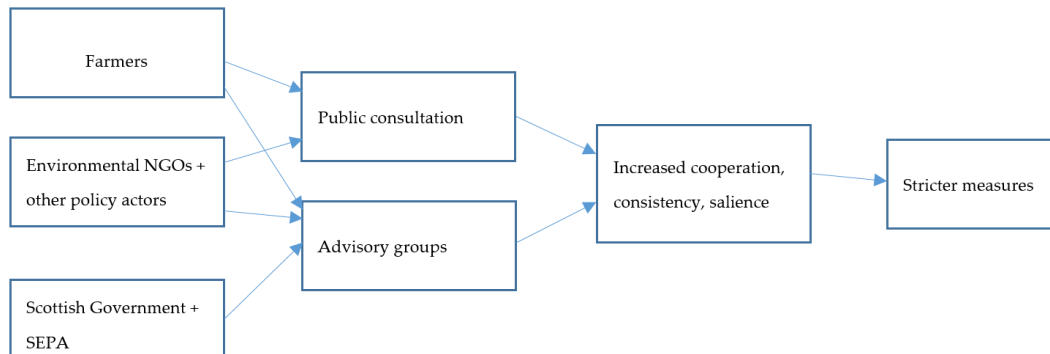 Farmers
Environmental NGOs +
other policy actors
Scottish Government +
SEPA
Public consultation
Advisory groups
Increased cooperation,
consistency, salience
Stricter measures